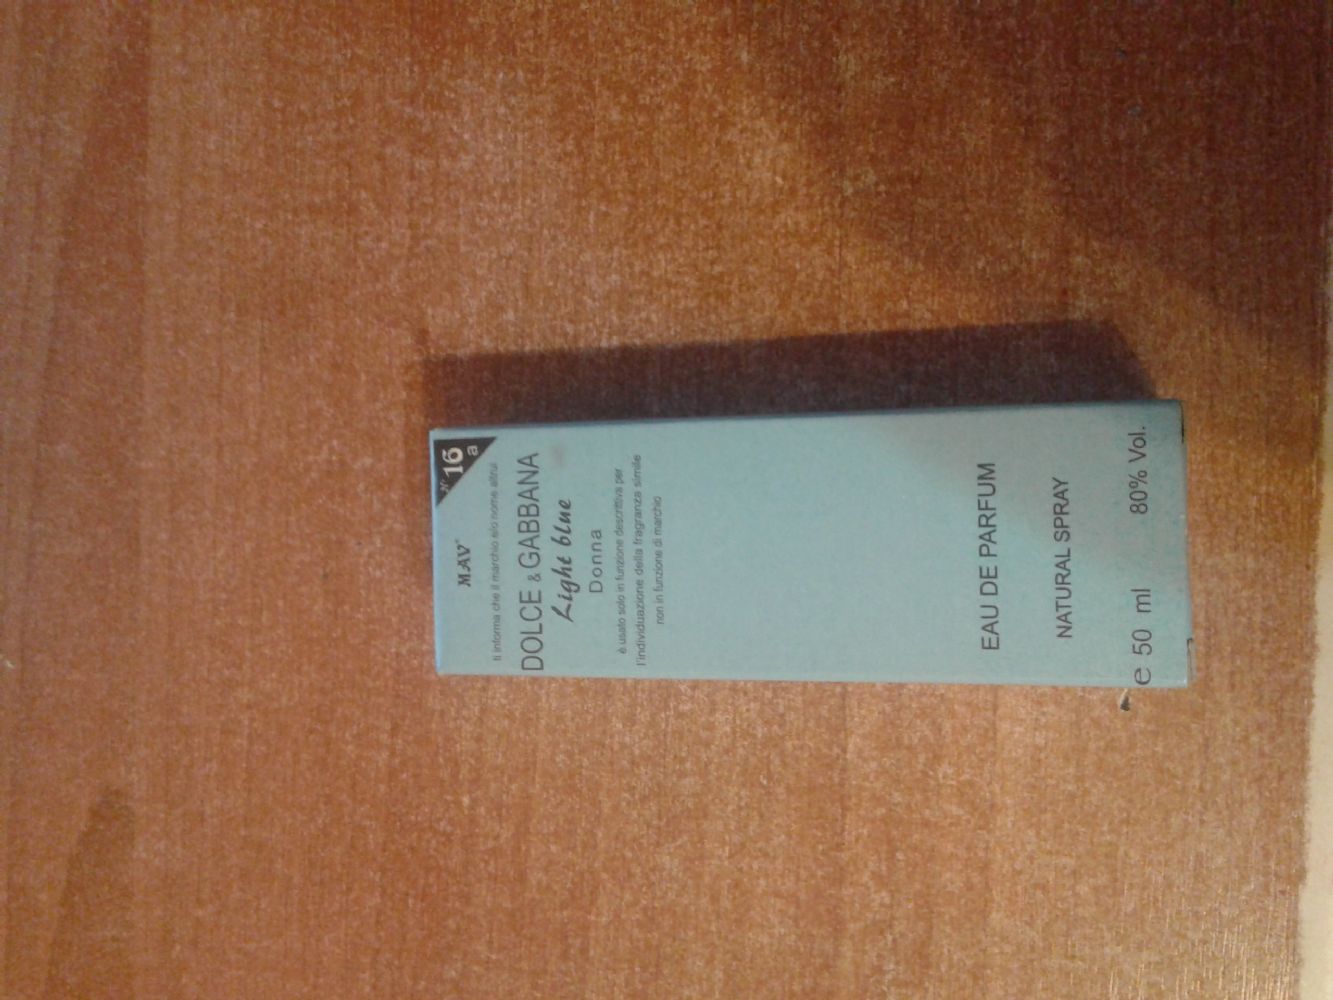 N° 16
a
MAV
ti informa che il marchio e/o nome altrui
DOLCE & GABBANA
Light blue
Donna
è usato solo in funzione descrittiva per
l'individuazione della fragranza simile
non in funzione di marchio
EAU DE PARFUM
NATURAL SPRAY
e 50 ml 80% Vol.